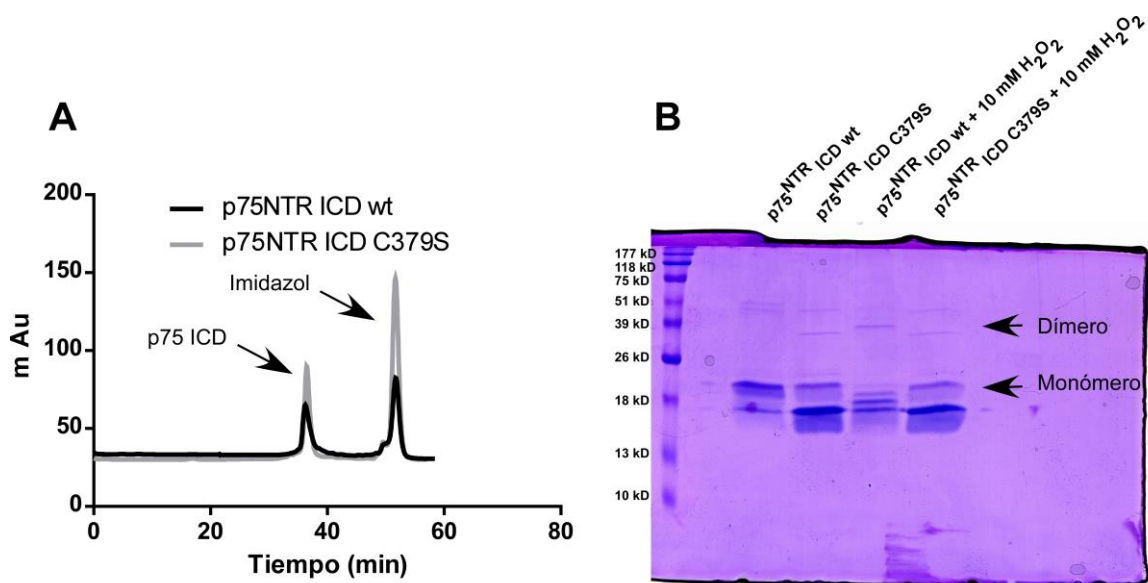 A
200
150
100
50
0
m Au
p75NTR ICD wt
p75NTR ICD C379S
Imidazol
p75 ICD
0 20 40 60 80
Tiempo (min)
B
p75NTR ICD wt
p75NTR ICD C379S
p75NTR ICD wt + 10 mM H2O2
p75NTR ICD C379S + 10 mM H2O2
177 kD
118 kD
75 kD
51 kD
39 kD
26 kD
18 kD
13 kD
10 kD
Dímero
Monómero